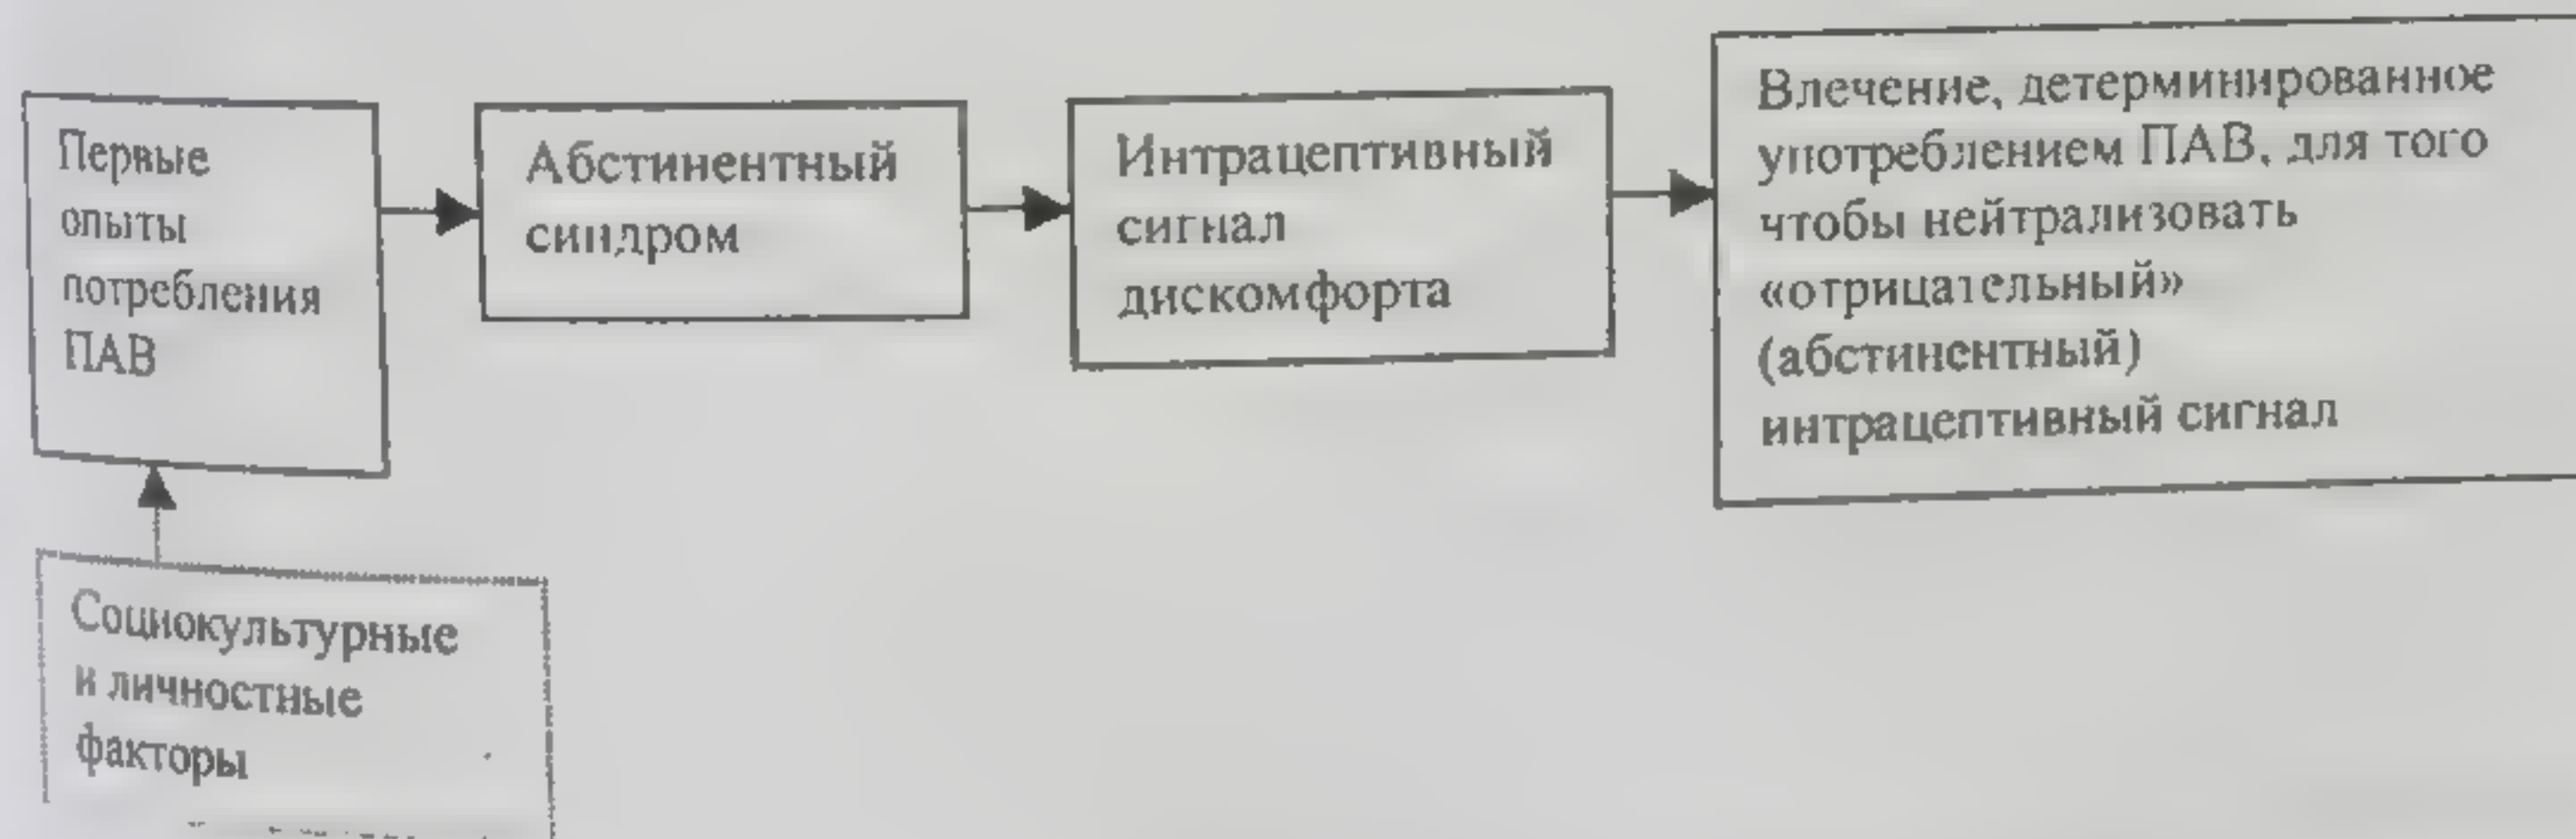 Первые
опыты
потребления
ПАВ
Абстинентный
синдром
Интрацептивный
сигнал
дискомфорта
Влечение, детерминированное
употреблением ПАВ, для того
чтобы нейтрализовать
«отрицательный»
(абстинентный)
интрацептивный сигнал
Социокультурные
и личностные
факторы